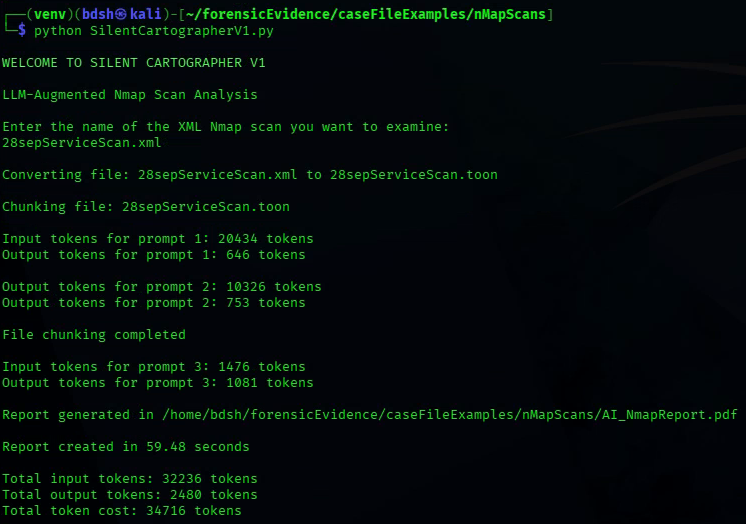 ┌──(venv)(bdsh㉿kali)-[~/forensicEvidence/caseFileExamples/nMapScans]
└─$ python SilentCartographerV1.py
WELCOME TO SILENT CARTOGRAPHER V1
LLM-Augmented Nmap Scan Analysis
Enter the name of the XML Nmap scan you want to examine:
28sepServiceScan.xml
Converting file: 28sepServiceScan.xml to 28sepServiceScan.toon
Chunking file: 28sepServiceScan.toon
Input tokens for prompt 1: 20434 tokens
Output tokens for prompt 1: 646 tokens
Output tokens for prompt 2: 10326 tokens
Output tokens for prompt 2: 753 tokens
File chunking completed
Input tokens for prompt 3: 1476 tokens
Output tokens for prompt 3: 1081 tokens
Report generated in /home/bdsh/forensicEvidence/caseFileExamples/nMapScans/AI_NmapReport.pdf
Report created in 59.48 seconds
Total input tokens: 32236 tokens
Total output tokens: 2480 tokens
Total token cost: 34716 tokens